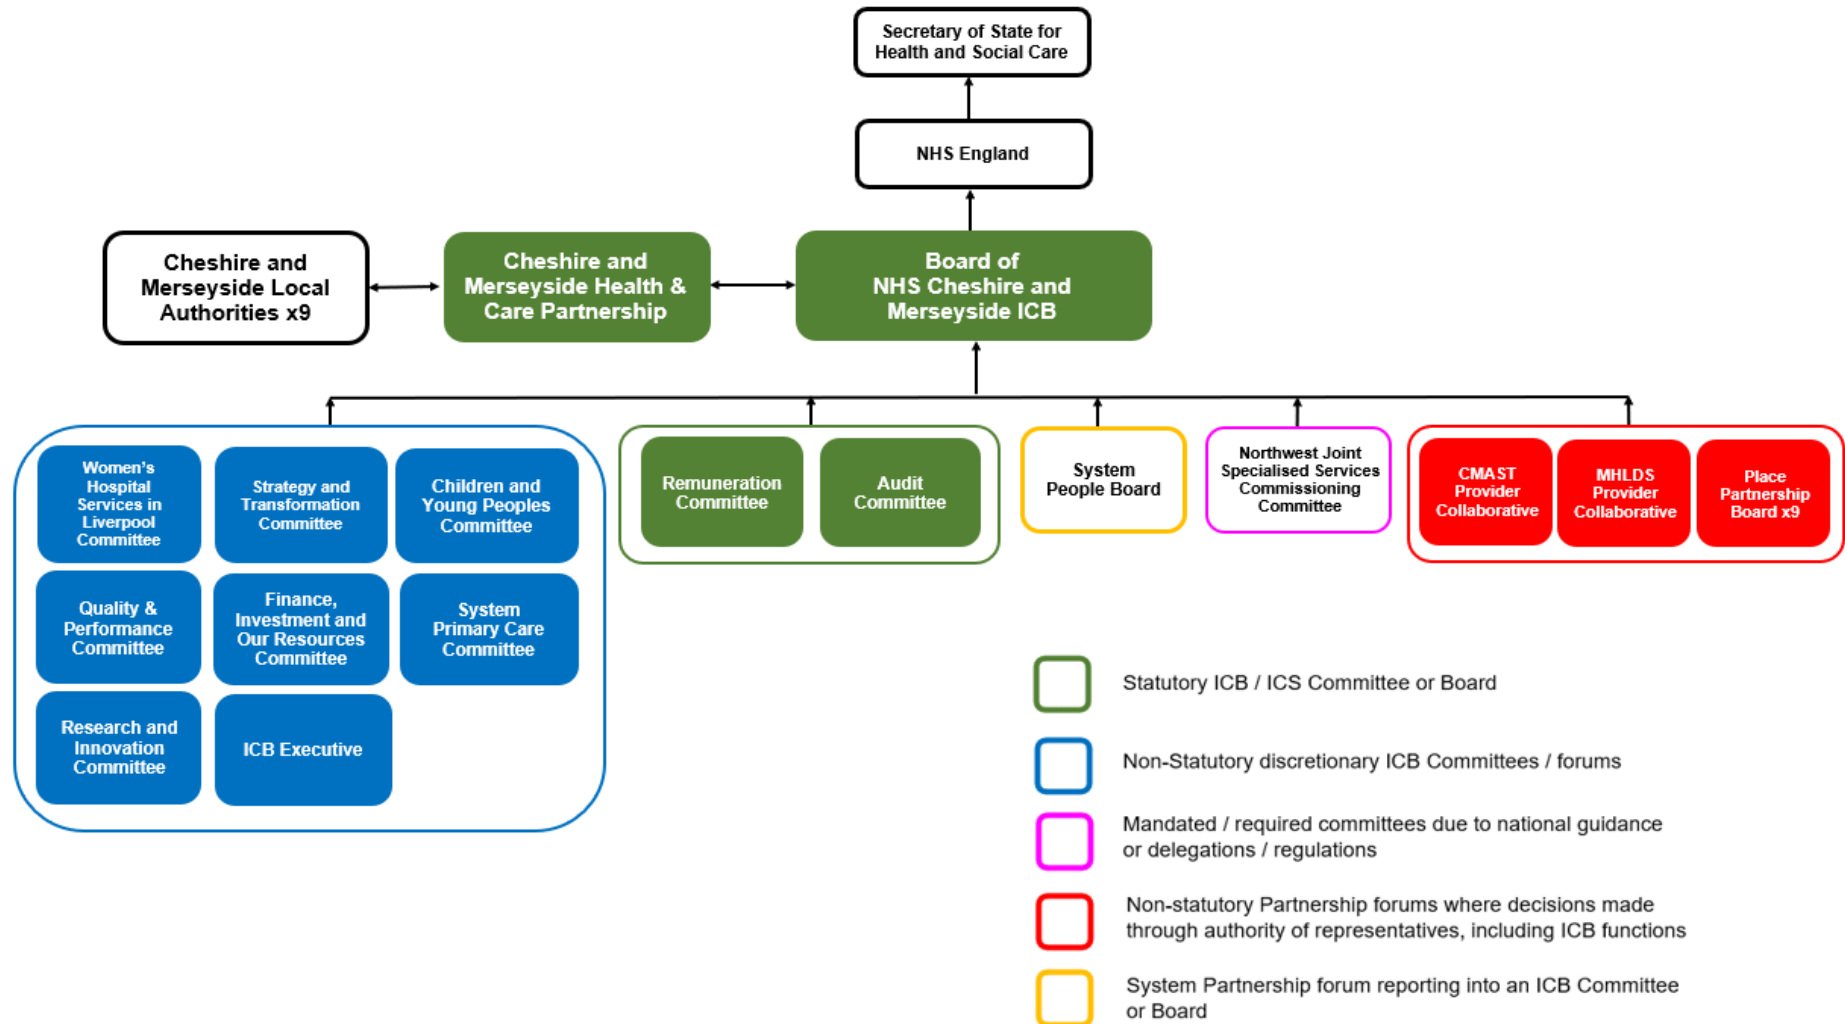 Secretary of State for
Health and Social Care
NHS England
Cheshire and
Merseyside Local
Authorities x9
Cheshire and
Merseyside Health &
Care Partnership
Board of
NHS Cheshire and
Merseyside ICB
Women's
Hospital
Services in
Liverpool
Committee
Strategy and
Transformation
Committee
Children and
Young Peoples
Committee
Quality &
Performance
Committee
Finance,
Investment and
Our Resources
Committee
System
Primary Care
Committee
Research and
Innovation
Committee
ICB Executive
Remuneration
Committee
Audit
Committee
System
People Board
Northwest Joint
Specialised Services
Commissioning
Committee
CMAST
Provider
Collaborative
MHLDS
Provider
Collaborative
Place
Partnership
Board x9
Statutory ICB / ICS Committee or Board
Non-Statutory discretionary ICB Committees / forums
Mandated / required committees due to national guidance
or delegations / regulations
Non-statutory Partnership forums where decisions made
through authority of representatives, including ICB functions
System Partnership forum reporting into an ICB Committee
or Board